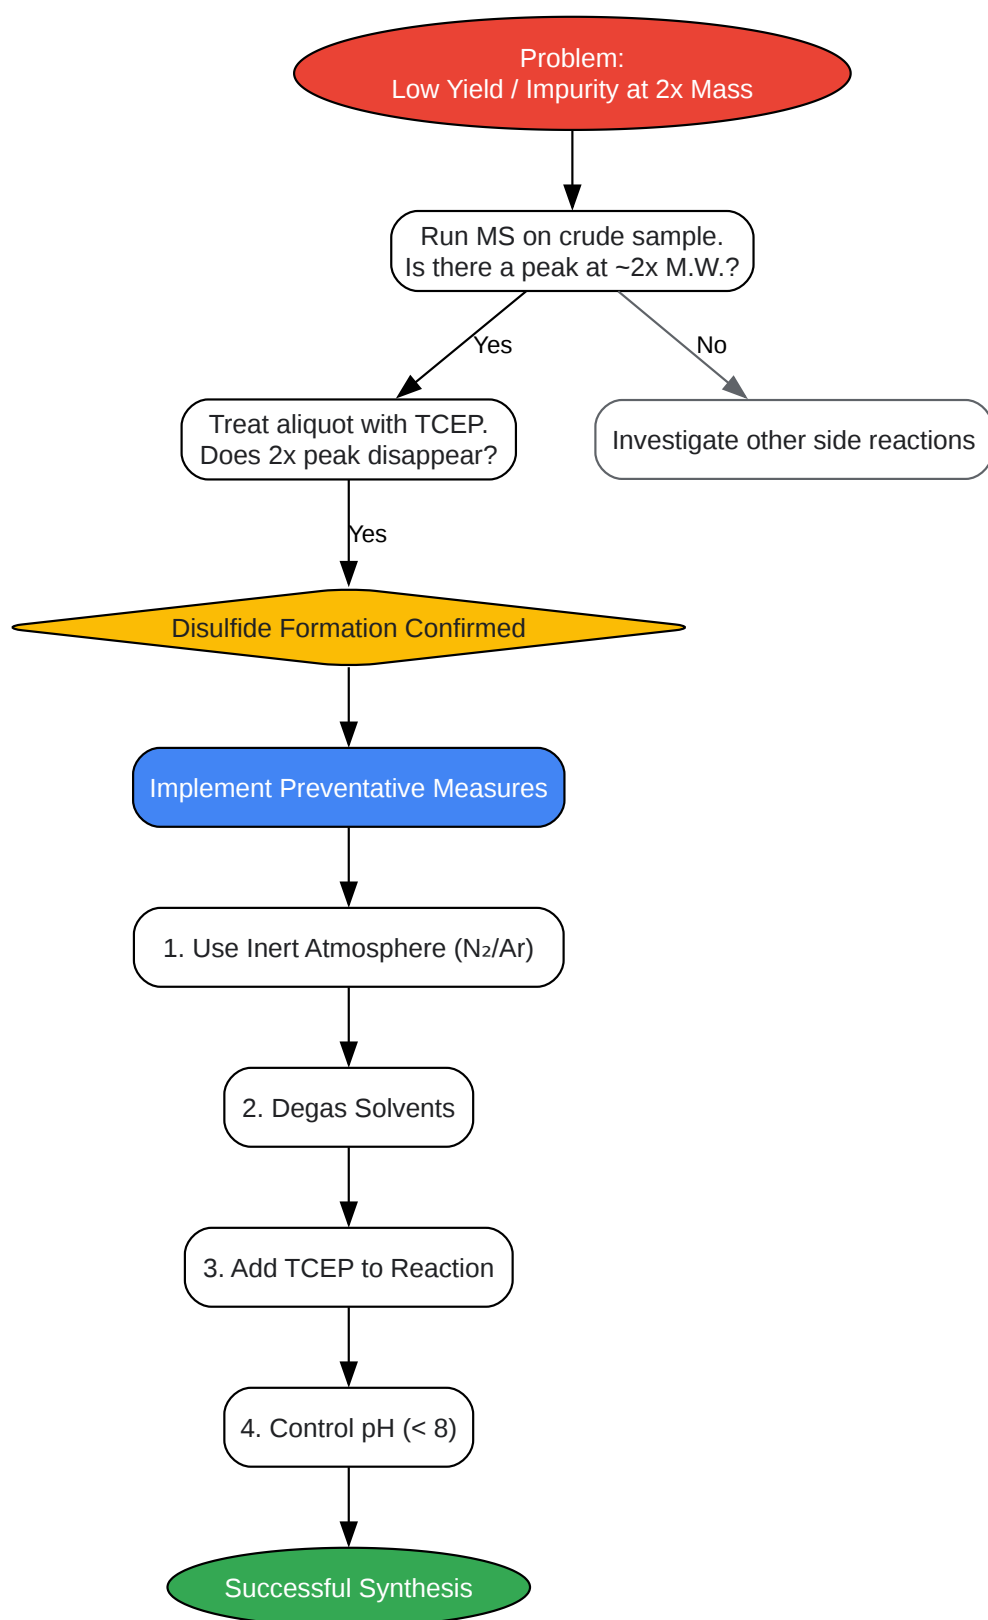 Problem:
Low Yield / Impurity at 2x Mass
Run MS on crude sample.
Is there a peak at ~2x M.W.?
Yes
No
Treat aliquot with TCEP.
Does 2x peak disappear?
Investigate other side reactions
Yes
Disulfide Formation Confirmed
Implement Preventative Measures
1. Use Inert Atmosphere (N₂/Ar)
2. Degas Solvents
3. Add TCEP to Reaction
4. Control pH (< 8)
Successful Synthesis